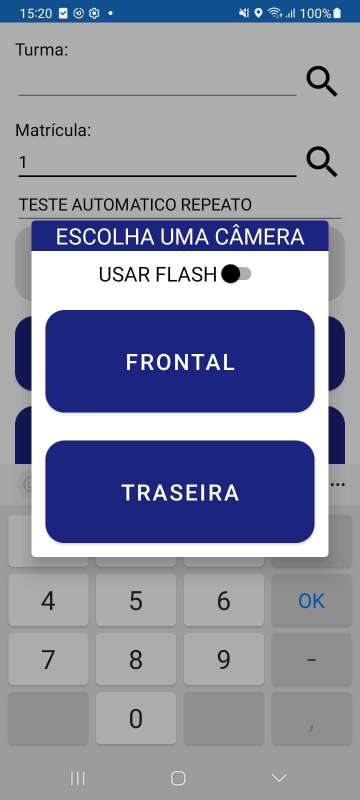 15:20 100%
Turma:
Matrícula:
1
TESTE AUTOMATICO REPEATO
ESCOLHA UMA CÂMERA
USAR FLASH
FRONTAL
TRASEIRA
4 5 6 OK
7 8 9 -
0 ,